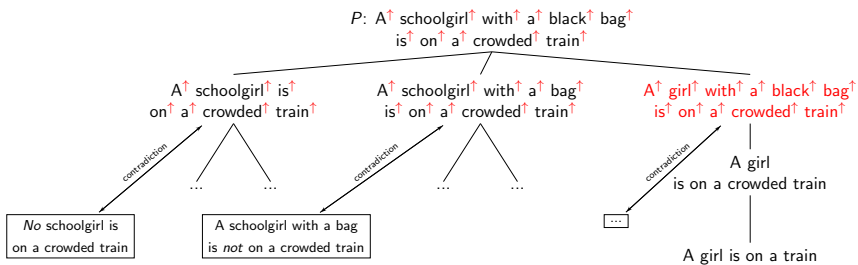 P: A↑ schoolgirl↑ with↑ a↑ black↑ bag↑
is↑ on↑ a↑ crowded↑ train↑
A↑ schoolgirl↑ is↑
on↑ a↑ crowded↑ train↑
A↑ schoolgirl↑ with↑ a↑ bag↑
is↑ on↑ a↑ crowded↑ train↑
A↑ girl↑ with↑ a↑ black↑ bag↑
is↑ on↑ a↑ crowded↑ train↑
contradiction
contradiction
contradiction
A girl
is on a crowded train
...
...
...
...
No schoolgirl is
on a crowded train
A schoolgirl with a bag
is not on a crowded train
...
A girl is on a train